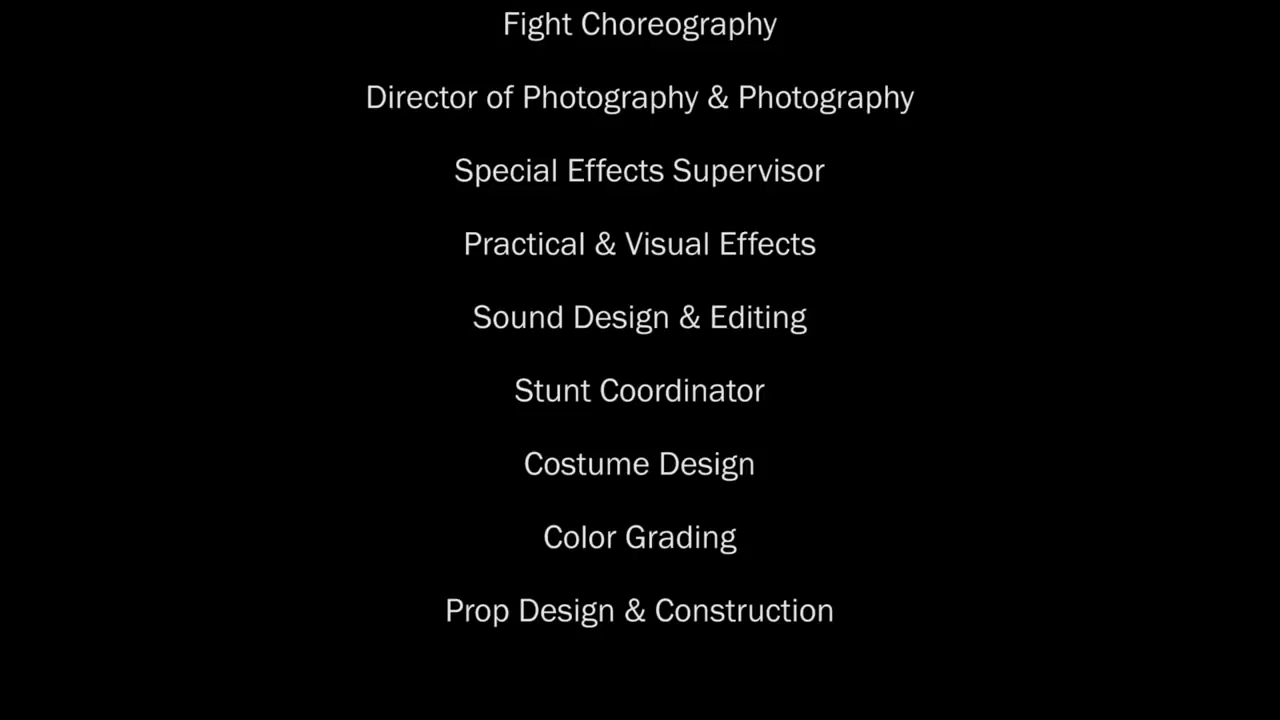 Fight Choreography
Director of Photography & Photography
Special Effects Supervisor
Practical & Visual Effects
Sound Design & Editing
Stunt Coordinator
Costume Design
Color Grading
Prop Design & Construction